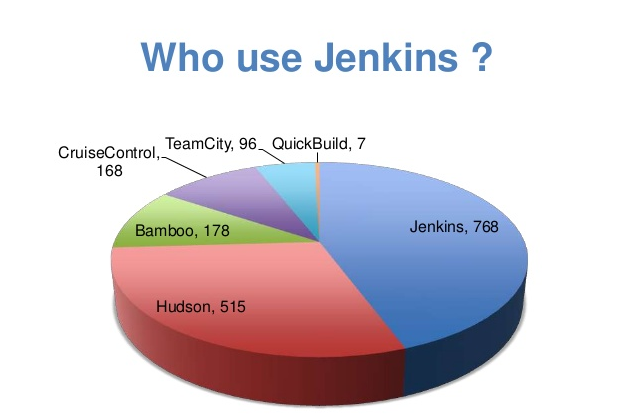 Who use Jenkins ?
TeamCity, 96
QuickBuild, 7
CruiseControl,
168
Jenkins, 768
Bamboo, 178
Hudson, 515